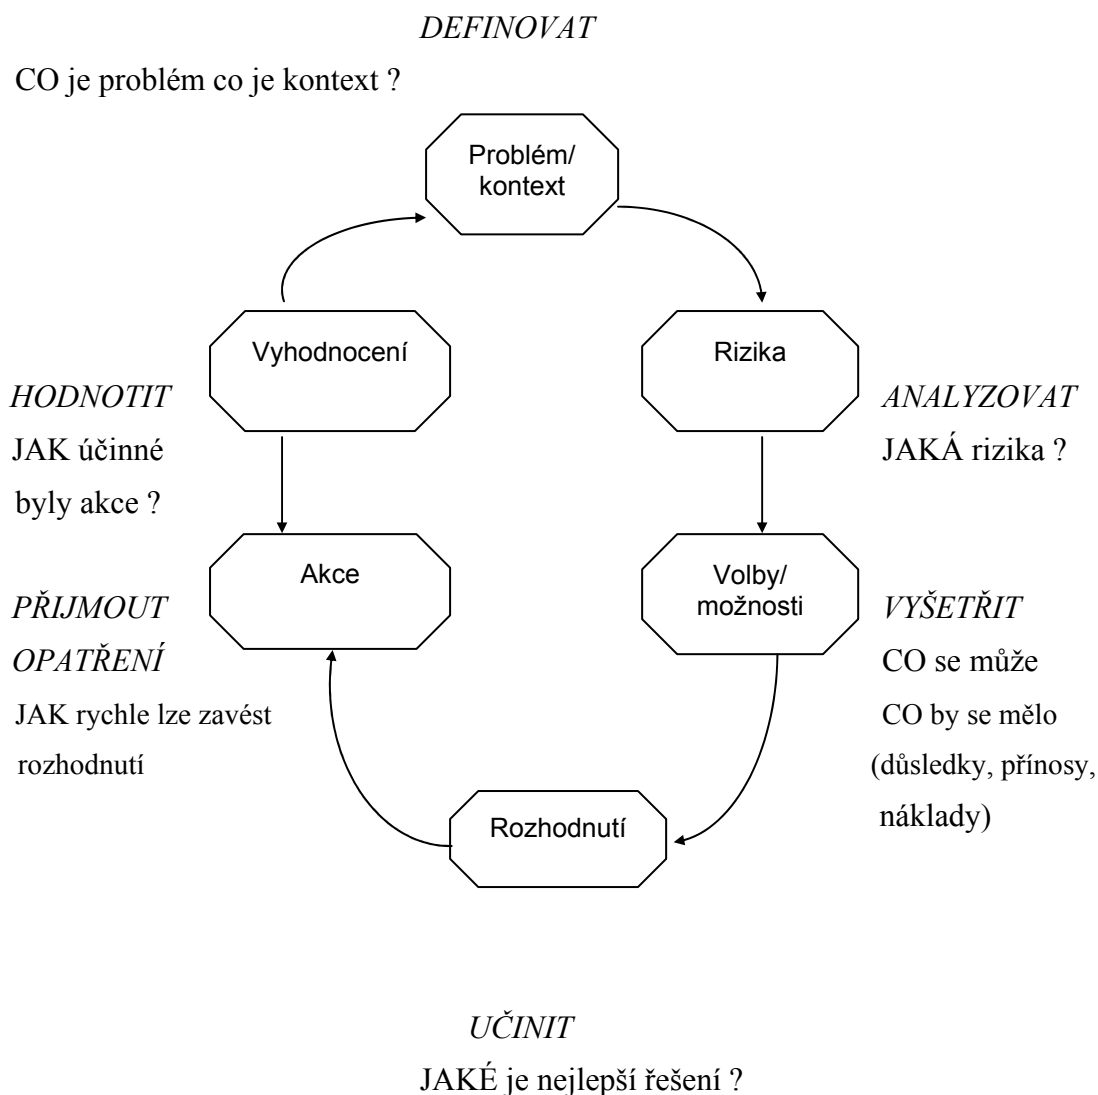 DEFINOVAT
CO je problém co je kontext ?
Problém/
kontext
Vyhodnocení
Rizika
HODNOTIT
JAK účinné
byly akce ?
ANALYZOVAT
JAKÁ rizika ?
Akce
Volby/
možnosti
PŘIJMOUT
OPATŘENÍ
JAK rychle lze zavést
rozhodnutí
VYŠETŘIT
CO se může
CO by se mělo
(důsledky, přínosy,
náklady)
Rozhodnutí
UČINIT
JAKÉ je nejlepší řešení ?